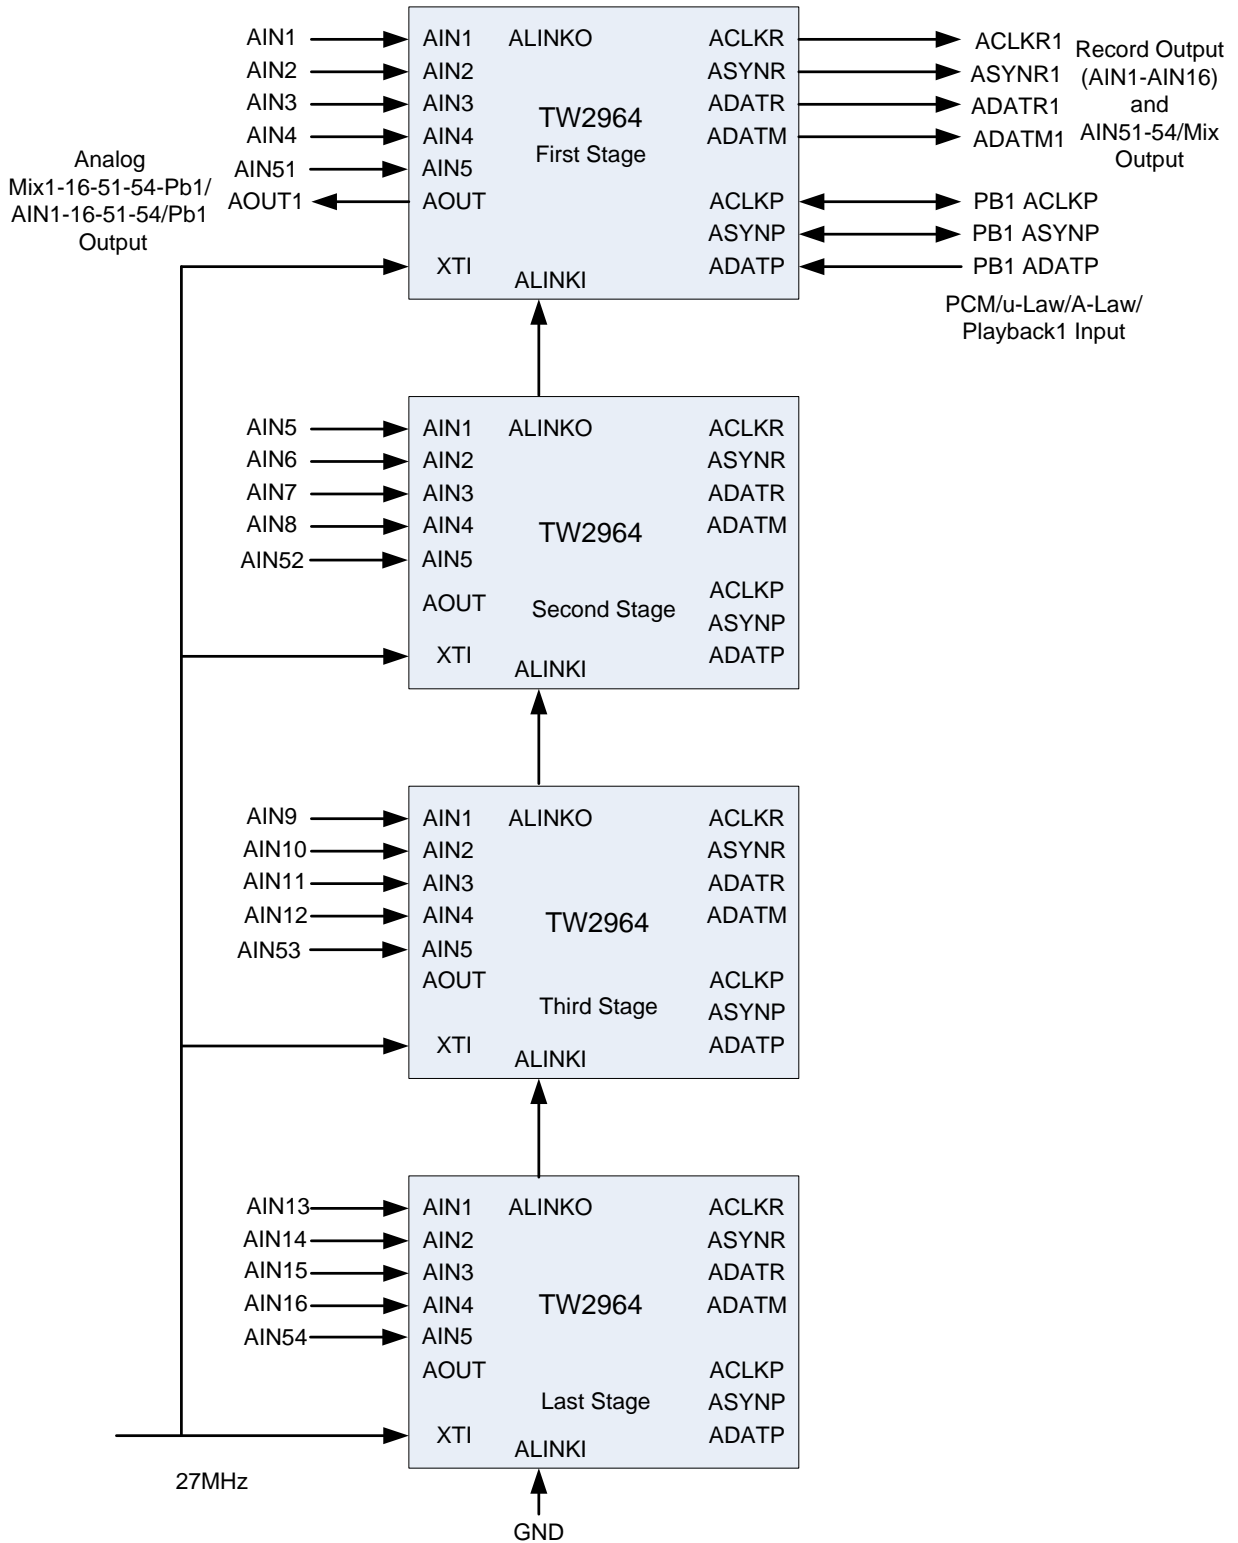 AIN1 AIN1 ALINKO ACLKR ACLKR1
AIN2 AIN2 ASYNR ASYNR1
AIN3 AIN3 ADATR ADATR1
AIN4 AIN4 ADATM ADATM1
AIN51 AIN5
AOUT1 AOUT ACLKP PB1 ACLKP
ASYNP PB1 ASYNP
XTI ADATP PB1 ADATP
ALINKI
TW2964
First Stage
Record Output
(AIN1-AIN16)
and
AIN51-54/Mix
Output
Analog
Mix1-16-51-54-Pb1/
AIN1-16-51-54/Pb1
Output
PCM/u-Law/A-Law/
Playback1 Input
AIN5 AIN1 ALINKO ACLKR
AIN6 AIN2 ASYNR
AIN7 AIN3 ADATR
AIN8 AIN4 ADATM
TW2964
AIN52 AIN5
ACLKP
AOUT Second Stage
ASYNP
XTI ADATP
ALINKI
AIN9 AIN1 ALINKO ACLKR
AIN10 AIN2 ASYNR
AIN11 AIN3 ADATR
AIN12 AIN4 ADATM
TW2964
AIN53 AIN5
AOUT ACLKP
Third Stage ASYNP
XTI ADATP
ALINKI
AIN13 AIN1 ALINKO ACLKR
AIN14 AIN2 ASYNR
AIN15 AIN3 ADATR
AIN16 AIN4 TW2964 ADATM
AIN54 AIN5
AOUT ACLKP
Last Stage ASYNP
XTI ADATP
ALINKI
27MHz
GND